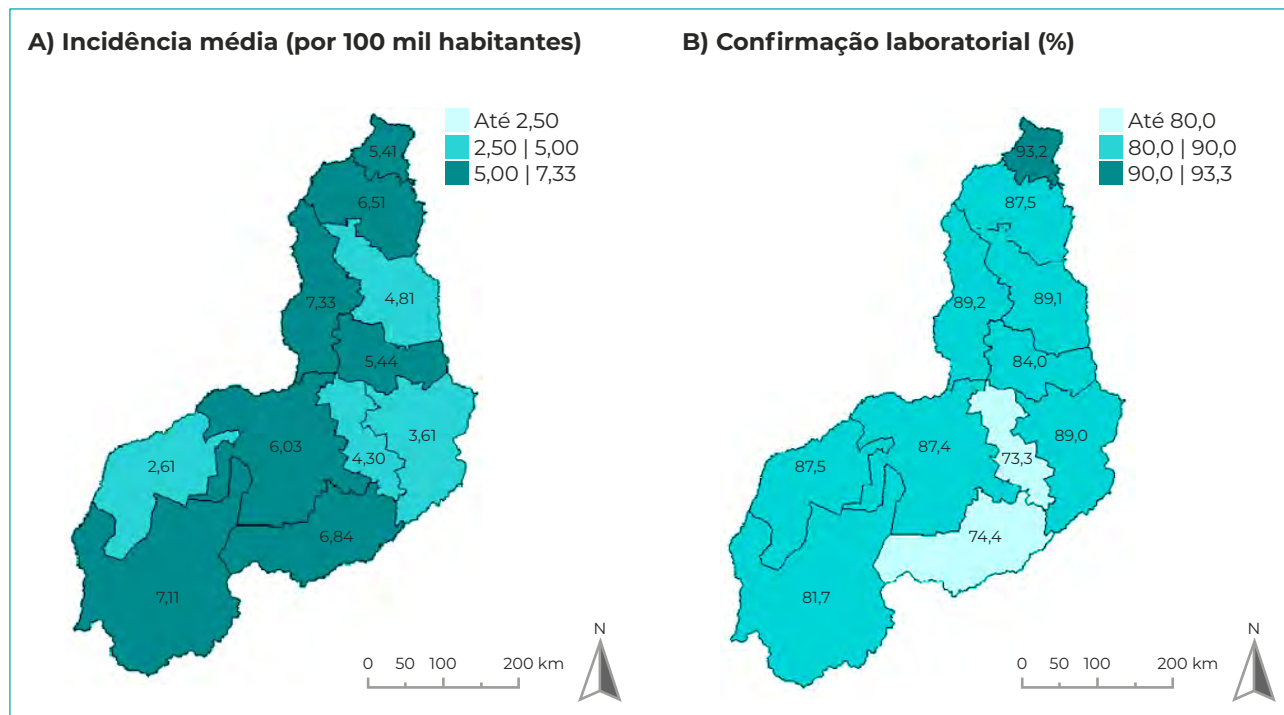 A) Incidência média (por 100 mil habitantes)
Até 2,50
2,50 | 5,00
5,00 | 7,33
5,41
6,51
7,33
4,81
5,44
3,61
6,03
4,30
2,61
6,84
7,11
0 50 100 200 km
N
B) Confirmação laboratorial (%)
Até 80,0
80,0 | 90,0
90,0 | 93,3
93,2
87,5
89,2
89,1
84,0
89,0
87,4
73,3
87,5
74,4
81,7
0 50 100 200 km
N